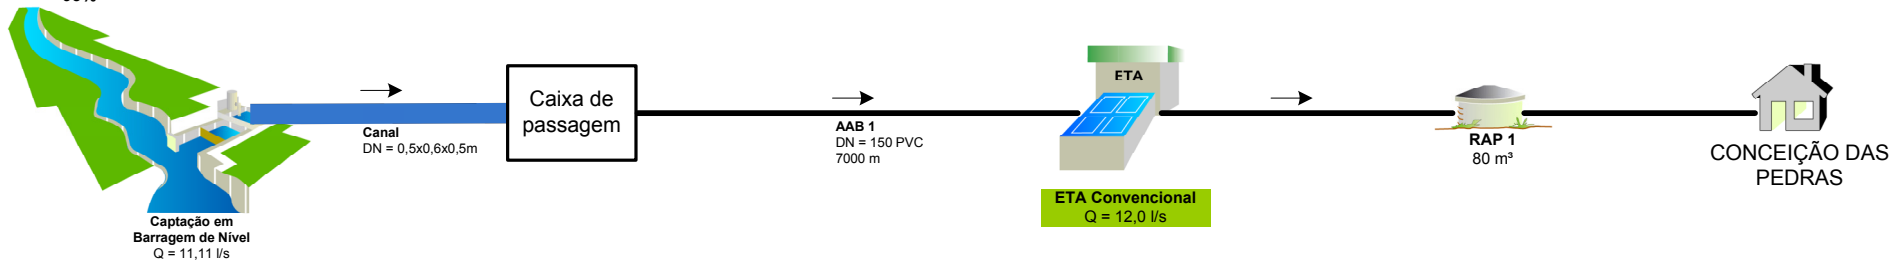 Captação em
Barragem de Nível
Q = 11,11 l/s
Canal
DN = 0,5x0,6x0,5m
Caixa de
passagem
AAB 1
DN = 150 PVC
7000 m
ETA
ETA Convencional
Q = 12,0 l/s
RAP 1
80 m³
CONCEIÇÃO DAS
PEDRAS